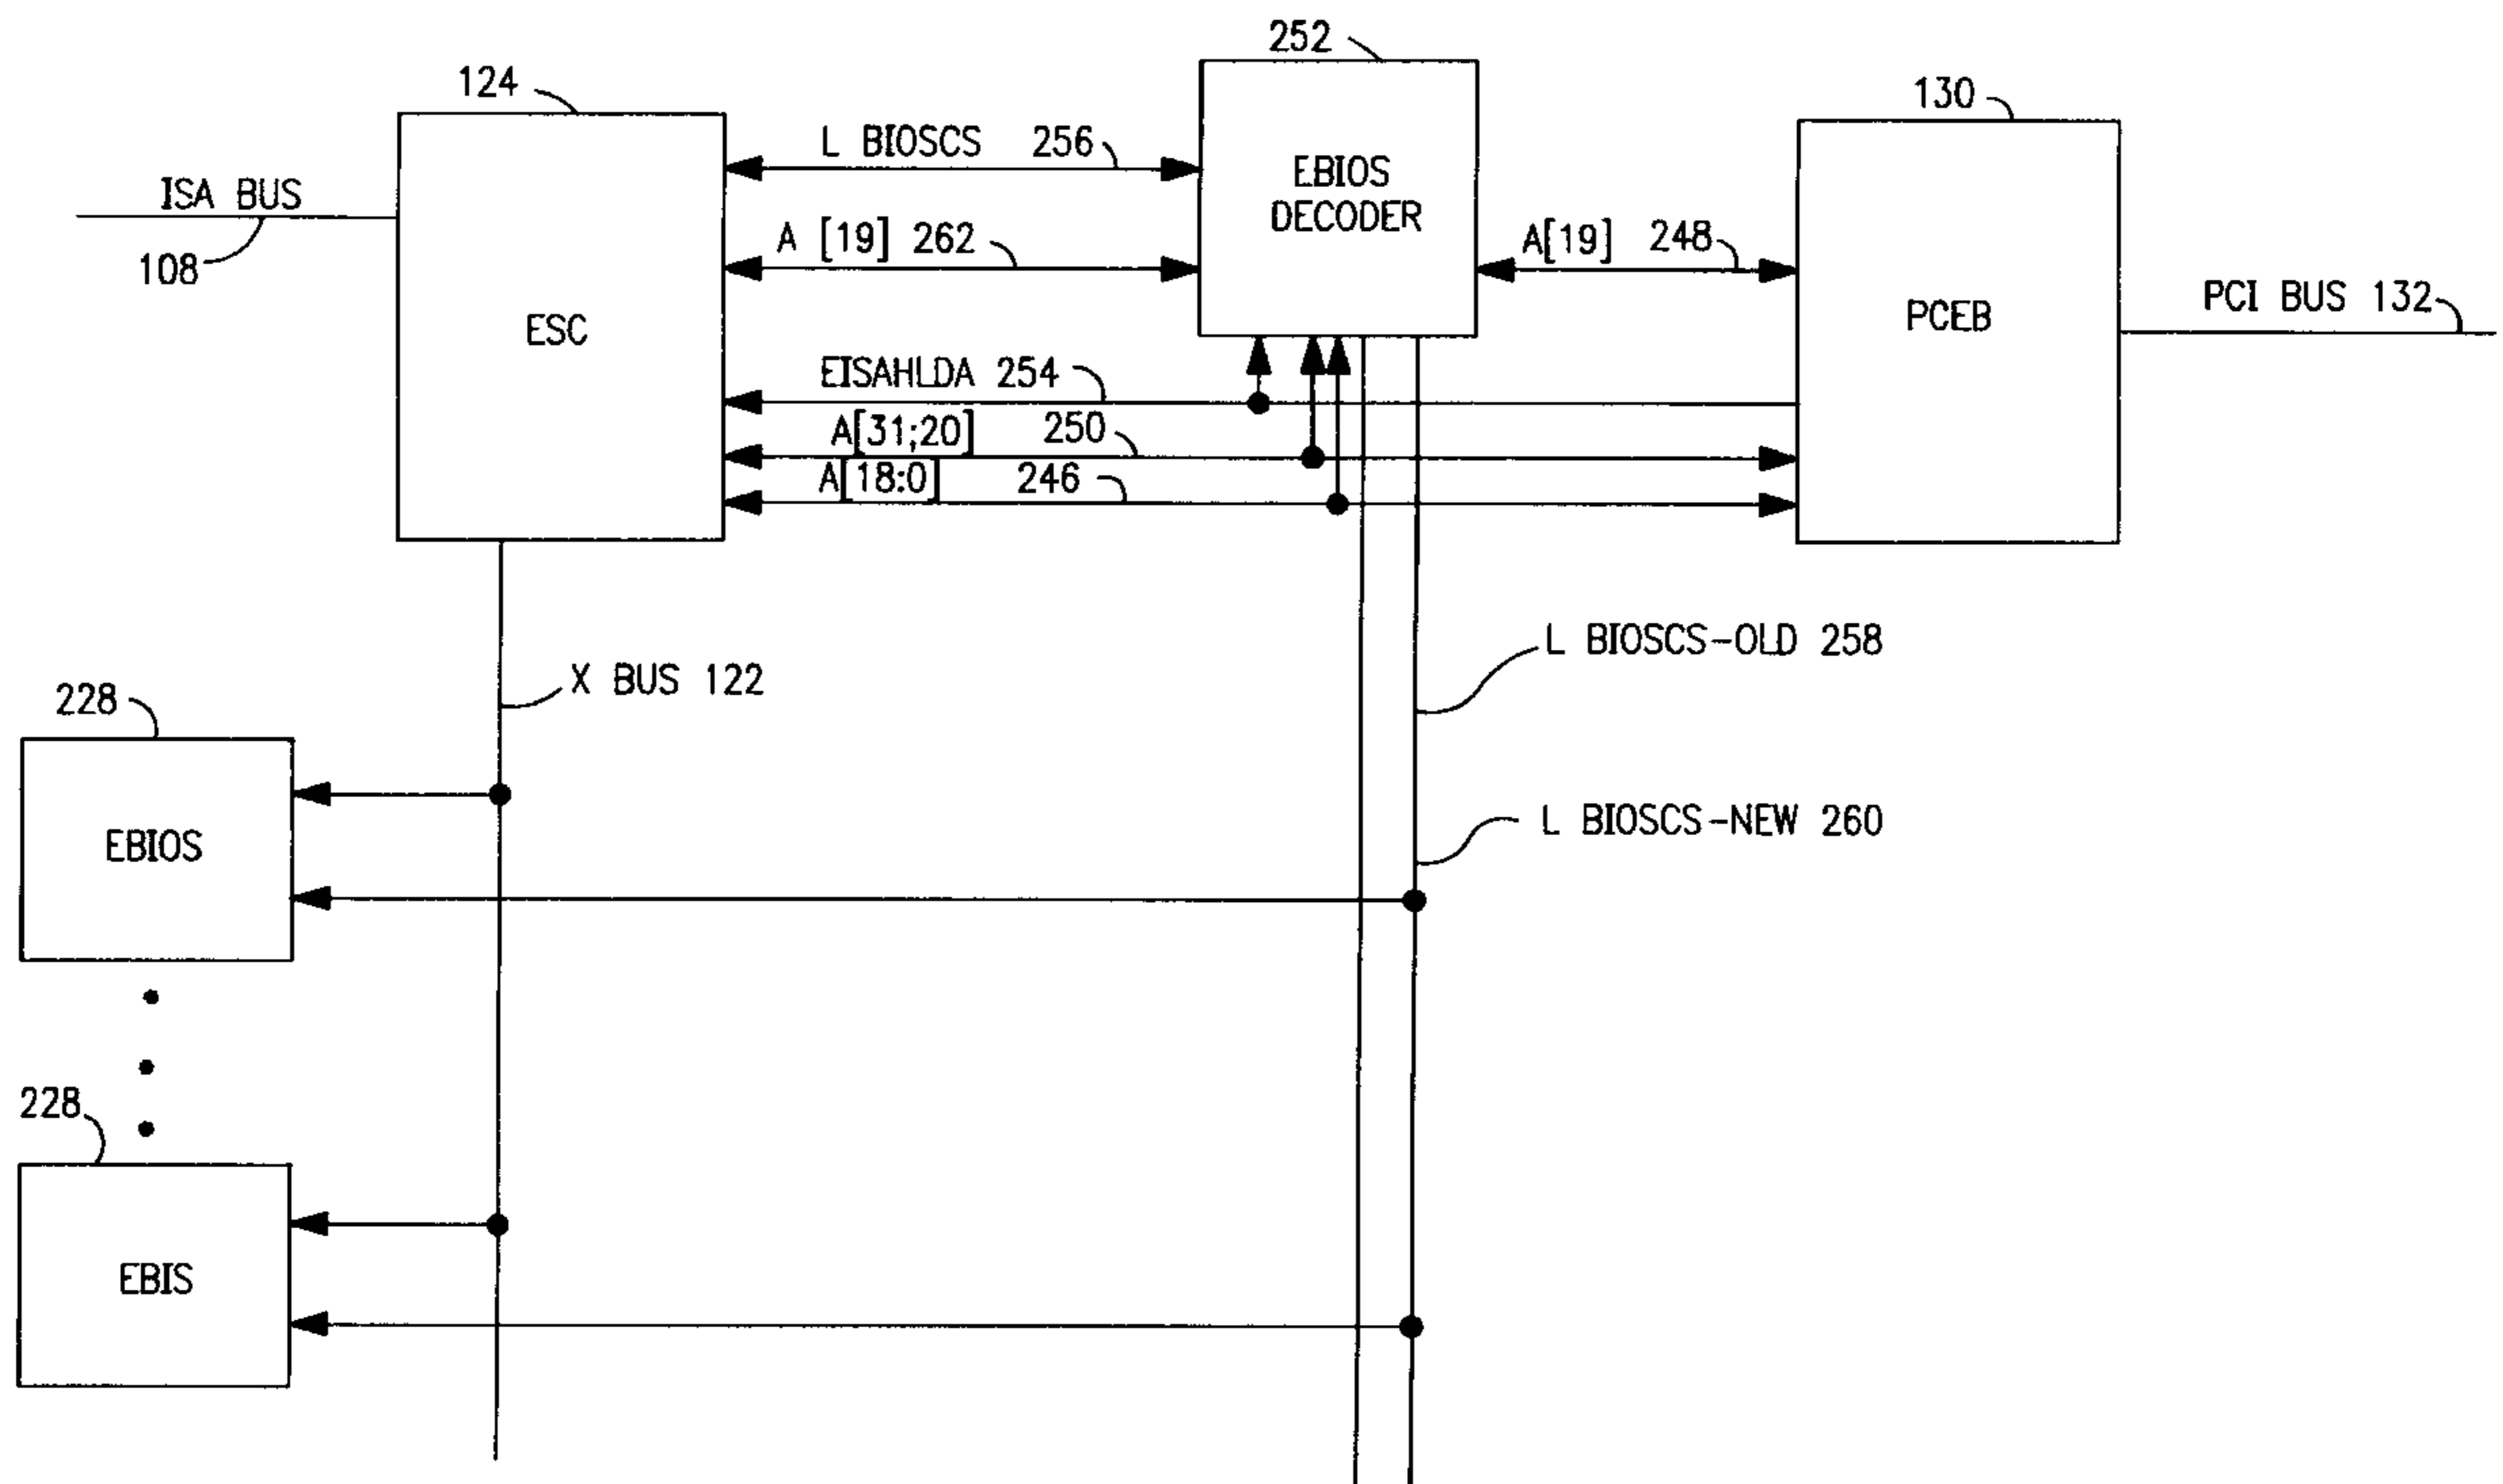 252
124
130
L BIOSCS 256
ISA BUS
EBIOS
DECODER
A [19] 262
A[19] 248
108
PCI BUS 132
ESC
PCEB
EISAHLDA 254
A[31;20] 250
A[18:0] 246
L BIOSCS-OLD 258
X BUS 122
228
L BIOSCS-NEW 260
EBIOS
228
EBIS